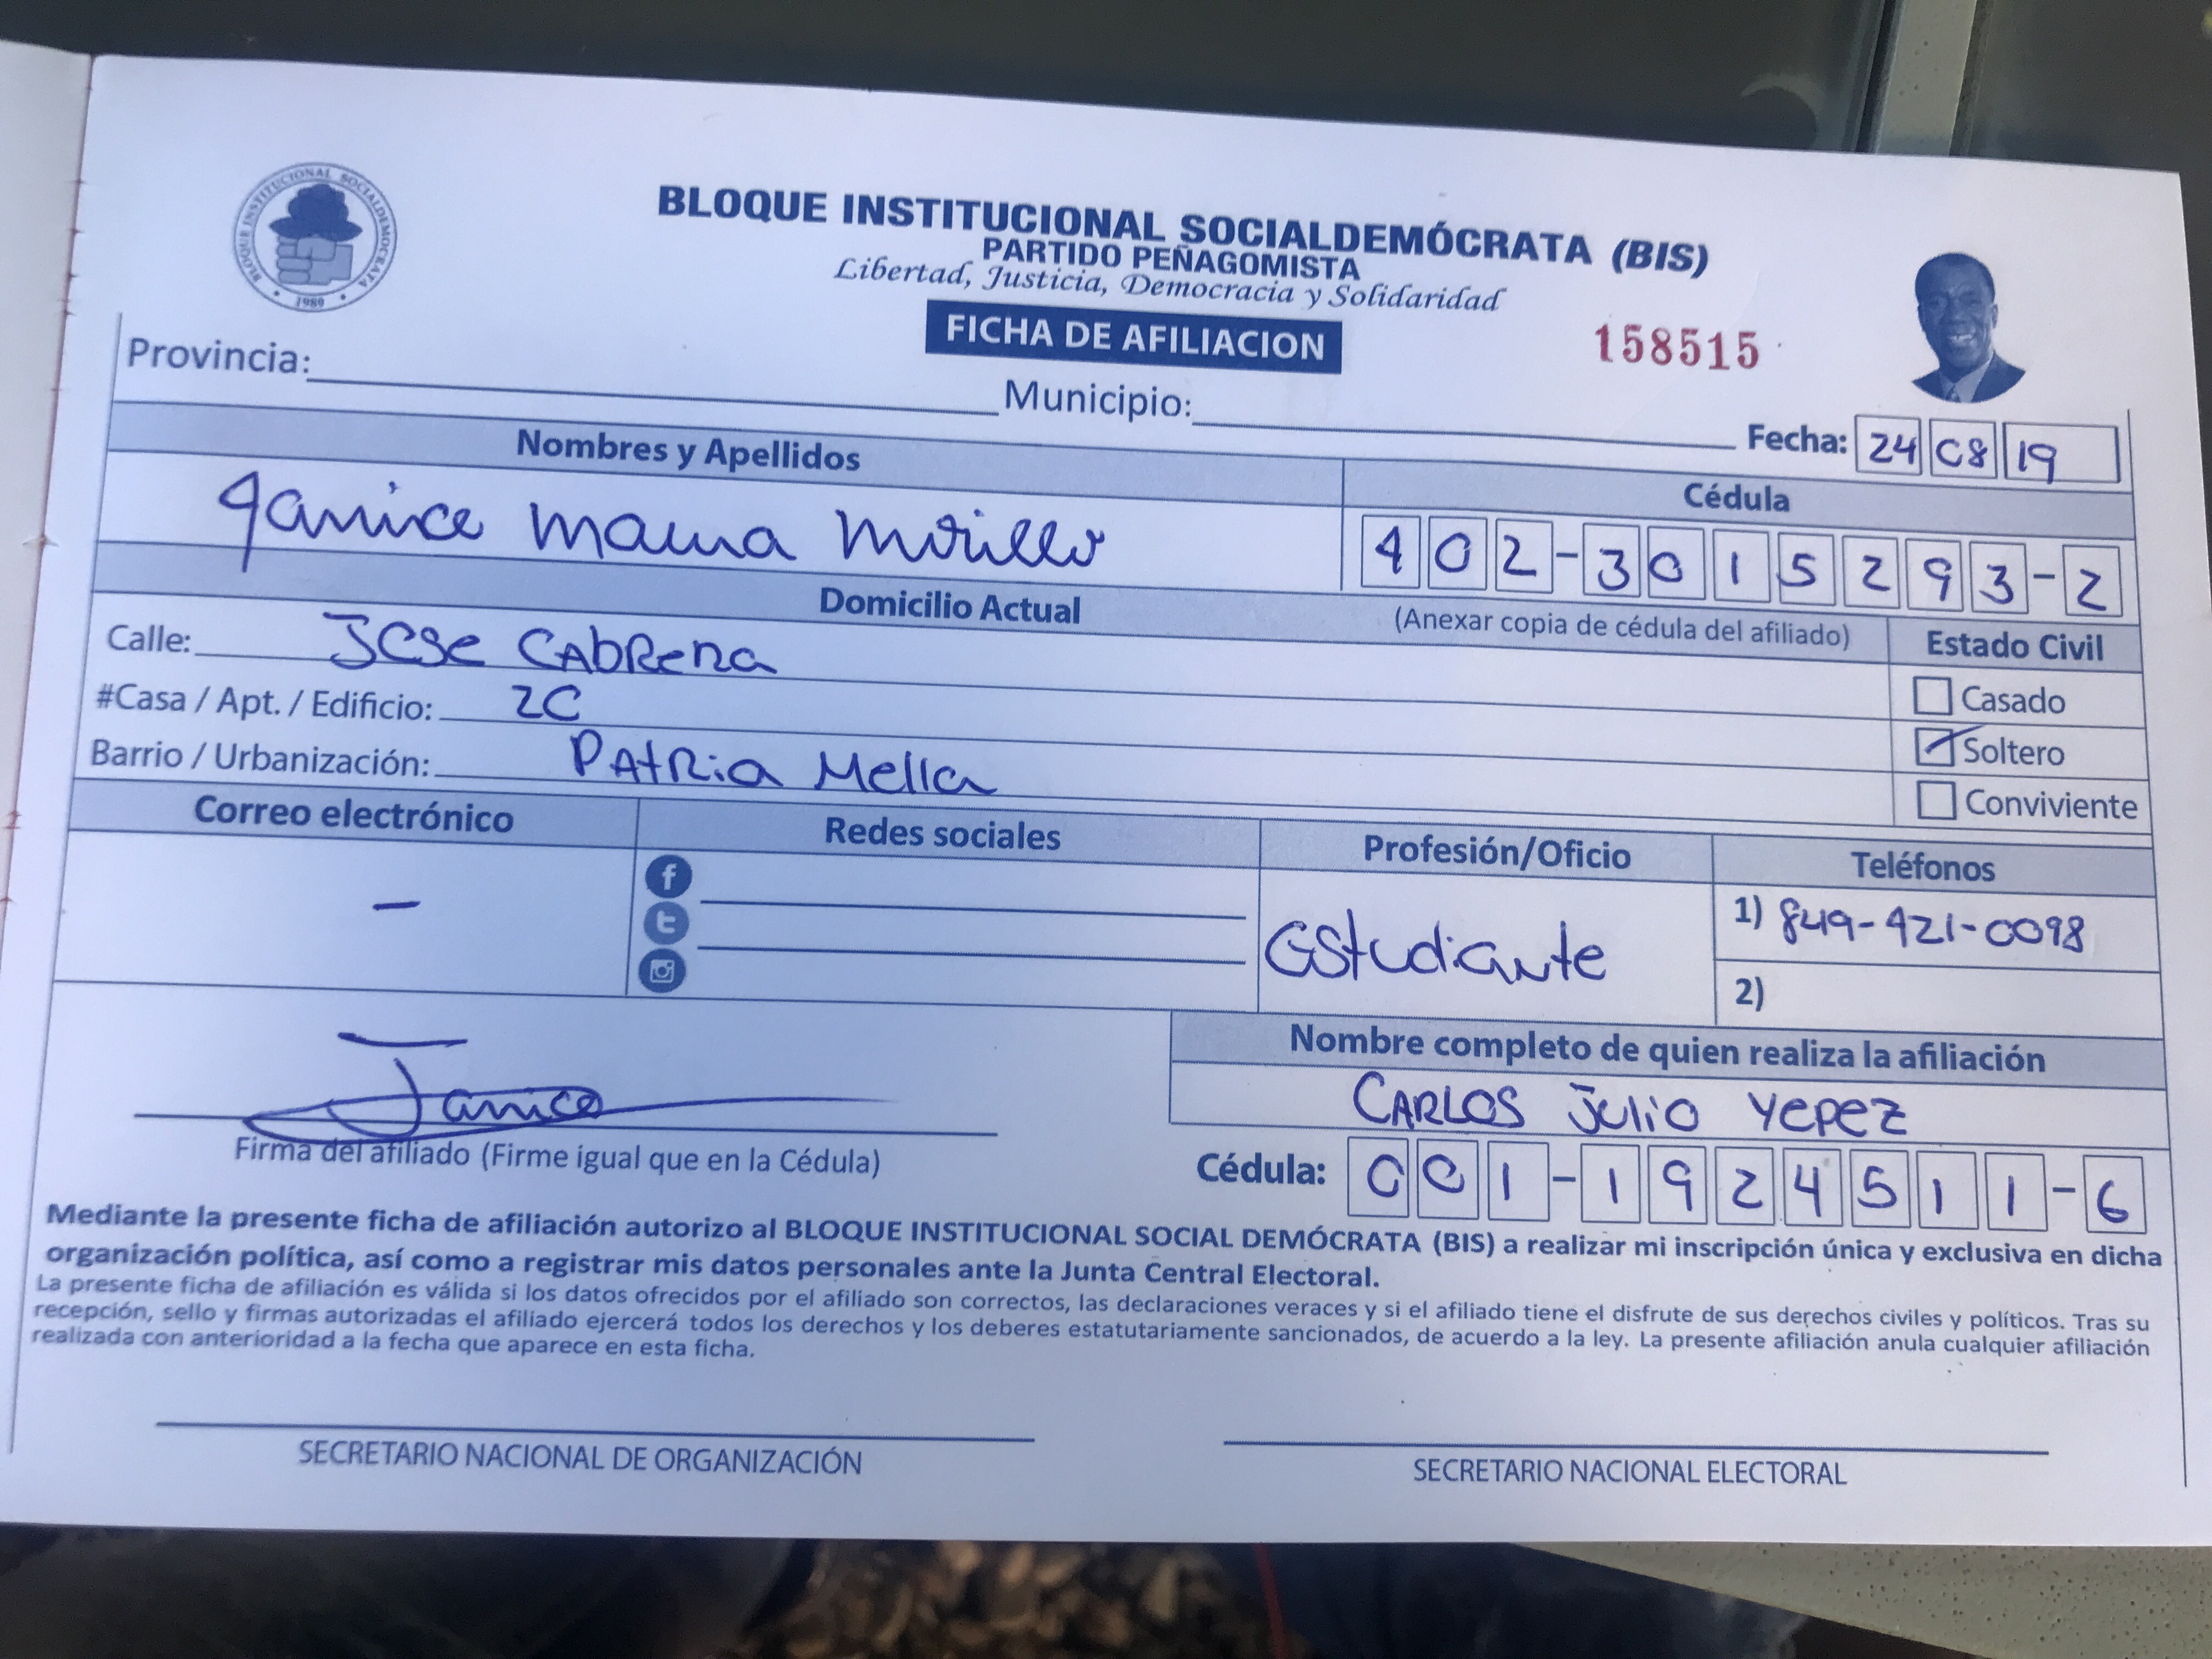 BLOQUE INSTITUCIONAL SOCIALDEMÓCRATA
1989
BLOQUE INSTITUCIONAL SOCIALDEMÓCRATA (BIS)
PARTIDO PEÑAGOMISTA
Libertad, Justicia, Democracia y Solidaridad
FICHA DE AFILIACION
158515
Provincia:
Municipio:
Fecha: 24 08 19
Nombres y Apellidos
Cédula
Janice Maria Morillo
402-3015293-2
Domicilio Actual
(Anexar copia de cédula del afiliado)
Estado Civil
Calle: JOSE CABRERA
#Casa / Apt. / Edificio: 20
Barrio / Urbanización: PATRIA Mella
Casado
Soltero
Conviviente
Correo electrónico
Redes sociales
Profesión/Oficio
Teléfonos
–
f
t
Estudiante
1) 849-421-0098
2)
Janice
Firma del afiliado (Firme igual que en la Cédula)
Nombre completo de quien realiza la afiliación
CARLOS Julio YePeZ
Cédula: 001-1924511-6
Mediante la presente ficha de afiliación autorizo al BLOQUE INSTITUCIONAL SOCIAL DEMÓCRATA (BIS) a realizar mi inscripción única y exclusiva en dicha
organización política, así como a registrar mis datos personales ante la Junta Central Electoral.
La presente ficha de afiliación es válida si los datos ofrecidos por el afiliado son correctos, las declaraciones veraces y si el afiliado tiene el disfrute de sus derechos civiles y políticos. Tras su
recepción, sello y firmas autorizadas el afiliado ejercerá todos los derechos y los deberes estatutariamente sancionados, de acuerdo a la ley. La presente afiliación anula cualquier afiliación
realizada con anterioridad a la fecha que aparece en esta ficha.
SECRETARIO NACIONAL DE ORGANIZACIÓN
SECRETARIO NACIONAL ELECTORAL